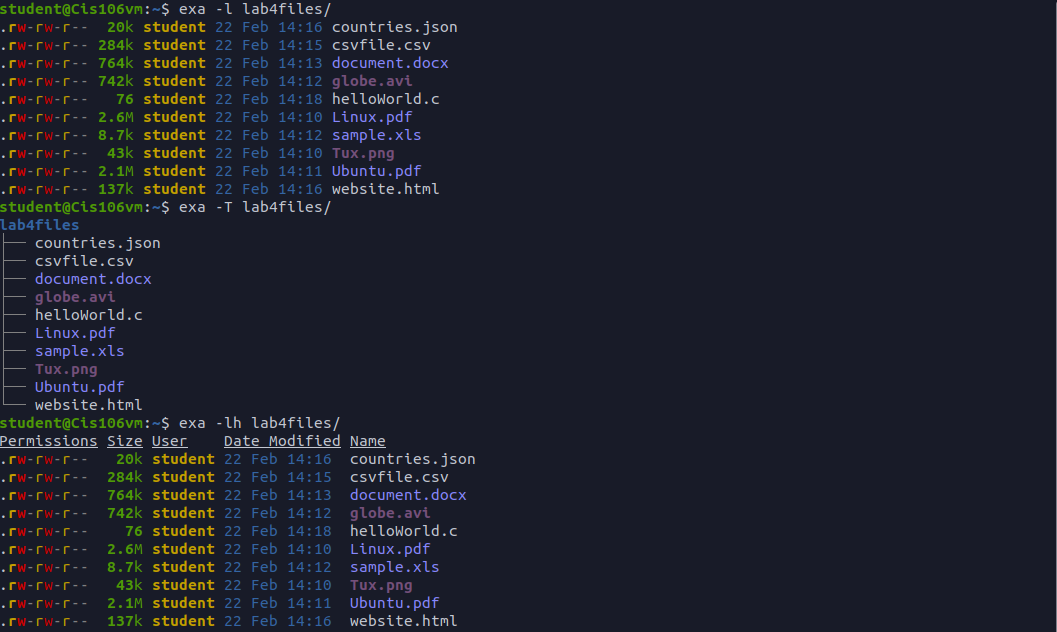 student@Cis106vm:~$ exa -l lab4files/
.rw-rw-r--  20k student 22 Feb 14:16 countries.json
.rw-rw-r-- 284k student 22 Feb 14:15 csvfile.csv
.rw-rw-r-- 764k student 22 Feb 14:13 document.docx
.rw-rw-r-- 742k student 22 Feb 14:12 globe.avi
.rw-rw-r--   76 student 22 Feb 14:18 helloWorld.c
.rw-rw-r-- 2.6M student 22 Feb 14:10 Linux.pdf
.rw-rw-r-- 8.7k student 22 Feb 14:12 sample.xls
.rw-rw-r--  43k student 22 Feb 14:10 Tux.png
.rw-rw-r-- 2.1M student 22 Feb 14:11 Ubuntu.pdf
.rw-rw-r-- 137k student 22 Feb 14:16 website.html
student@Cis106vm:~$ exa -T lab4files/
lab4files
├── countries.json
├── csvfile.csv
├── document.docx
├── globe.avi
├── helloWorld.c
├── Linux.pdf
├── sample.xls
├── Tux.png
├── Ubuntu.pdf
└── website.html
student@Cis106vm:~$ exa -lh lab4files/
Permissions Size User    Date Modified Name
.rw-rw-r--   20k student 22 Feb 14:16  countries.json
.rw-rw-r--  284k student 22 Feb 14:15  csvfile.csv
.rw-rw-r--  764k student 22 Feb 14:13  document.docx
.rw-rw-r--  742k student 22 Feb 14:12  globe.avi
.rw-rw-r--    76 student 22 Feb 14:18  helloWorld.c
.rw-rw-r--  2.6M student 22 Feb 14:10  Linux.pdf
.rw-rw-r--  8.7k student 22 Feb 14:12  sample.xls
.rw-rw-r--   43k student 22 Feb 14:10  Tux.png
.rw-rw-r--  2.1M student 22 Feb 14:11  Ubuntu.pdf
.rw-rw-r--  137k student 22 Feb 14:16  website.html